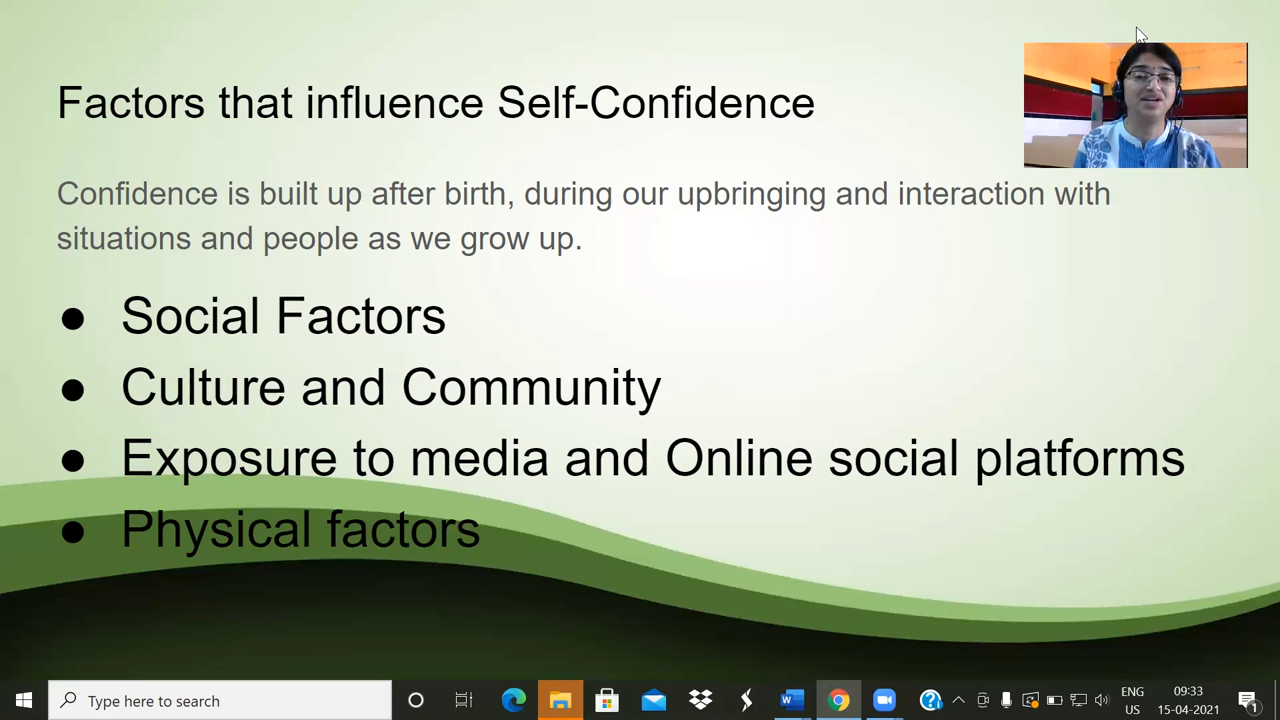 Factors that influence Self-Confidence
Confidence is built up after birth, during our upbringing and interaction with
situations and people as we grow up.
● Social Factors
● Culture and Community
● Exposure to media and Online social platforms
● Physical factors
Type here to search
ENG
US
09:33
15-04-2021
1